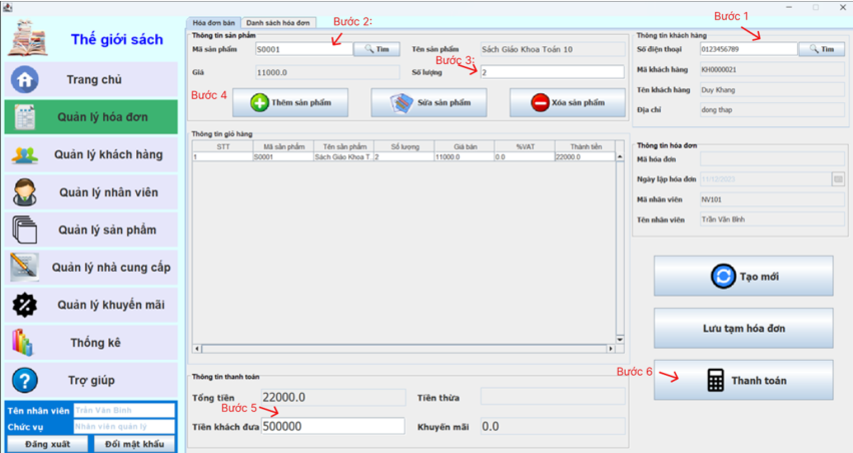 Thế giới sách
Trang chủ
Quản lý hóa đơn
Quản lý khách hàng
Quản lý nhân viên
Quản lý sản phẩm
Quản lý nhà cung cấp
Quản lý khuyến mãi
Thống kê
Trợ giúp
Tên nhân viên Trần Văn Bình
Chức vụ Nhân viên quản lý
Đăng xuất Đổi mật khẩu
Hóa đơn bán Danh sách hóa đơn
Bước 2:
Thông tin sản phẩm
Mã sản phẩm S0001 Tìm Tên sản phẩm Sách Giáo Khoa Toán 10
Bước 3:
Giá 11000.0 Số lượng 2
Bước 4
Thêm sản phẩm Sửa sản phẩm Xóa sản phẩm
Thông tin giỏ hàng
STT Mã sản phẩm Tên sản phẩm Số lượng Giá bán %VAT Thành tiền
1 S0001 Sách Giáo Khoa T... 2 11000.0 0.0 22000.0
Thông tin thanh toán
Tổng tiền 22000.0 Tiền thừa
Bước 5
Tiền khách đưa 500000 Khuyến mãi 0.0
Bước 1
Thông tin khách hàng
Số điện thoại 0123456789 Tìm
Mã khách hàng KH0000021
Tên khách hàng Duy Khang
Địa chỉ dong thap
Thông tin hóa đơn
Mã hóa đơn
Ngày lập hóa đơn 11/12/2023
Mã nhân viên NV101
Tên nhân viên Trần Văn Bình
Tạo mới
Lưu tạm hóa đơn
Bước 6
Thanh toán